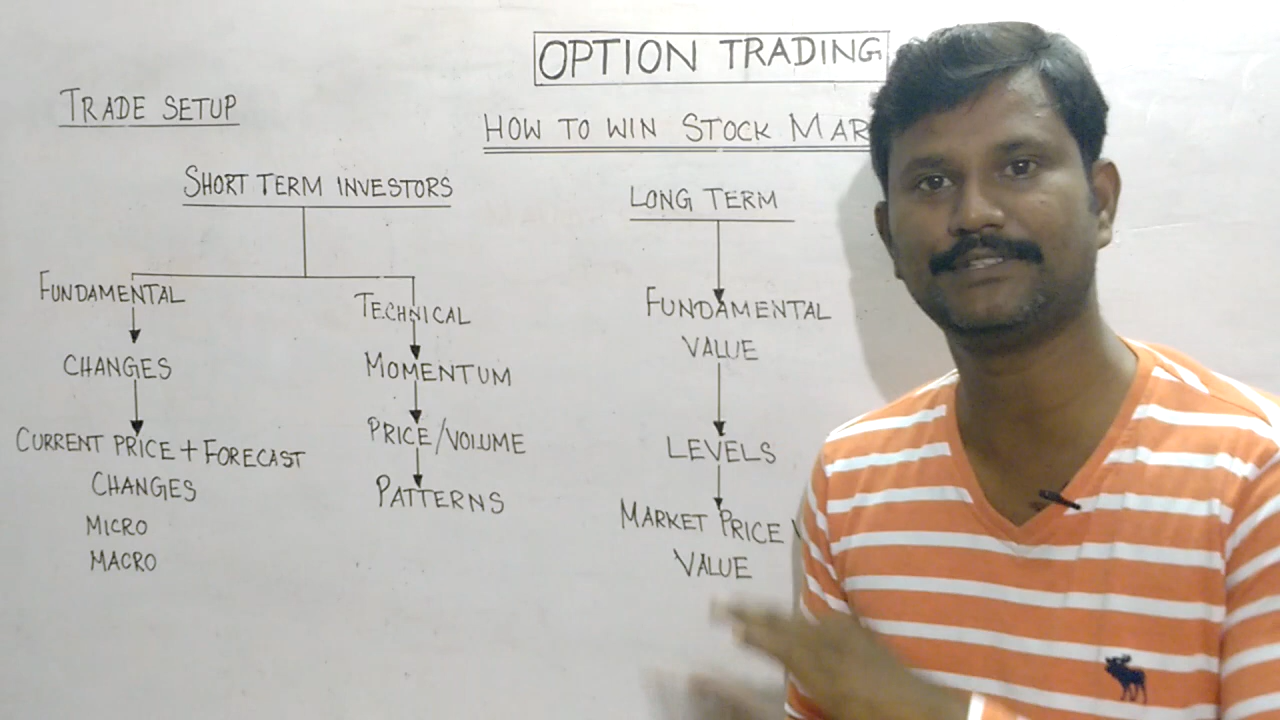 OPTION TRADING
HOW TO WIN STOCK MAR
TRADE SETUP
SHORT TERM INVESTORS
FUNDAMENTAL
CHANGES
CURRENT PRICE + FORECAST
CHANGES
MICRO
MACRO
TECHNICAL
MOMENTUM
PRICE/VOLUME
PATTERNS
LONG TERM
FUNDAMENTAL
VALUE
LEVELS
MARKET PRICE
VALUE